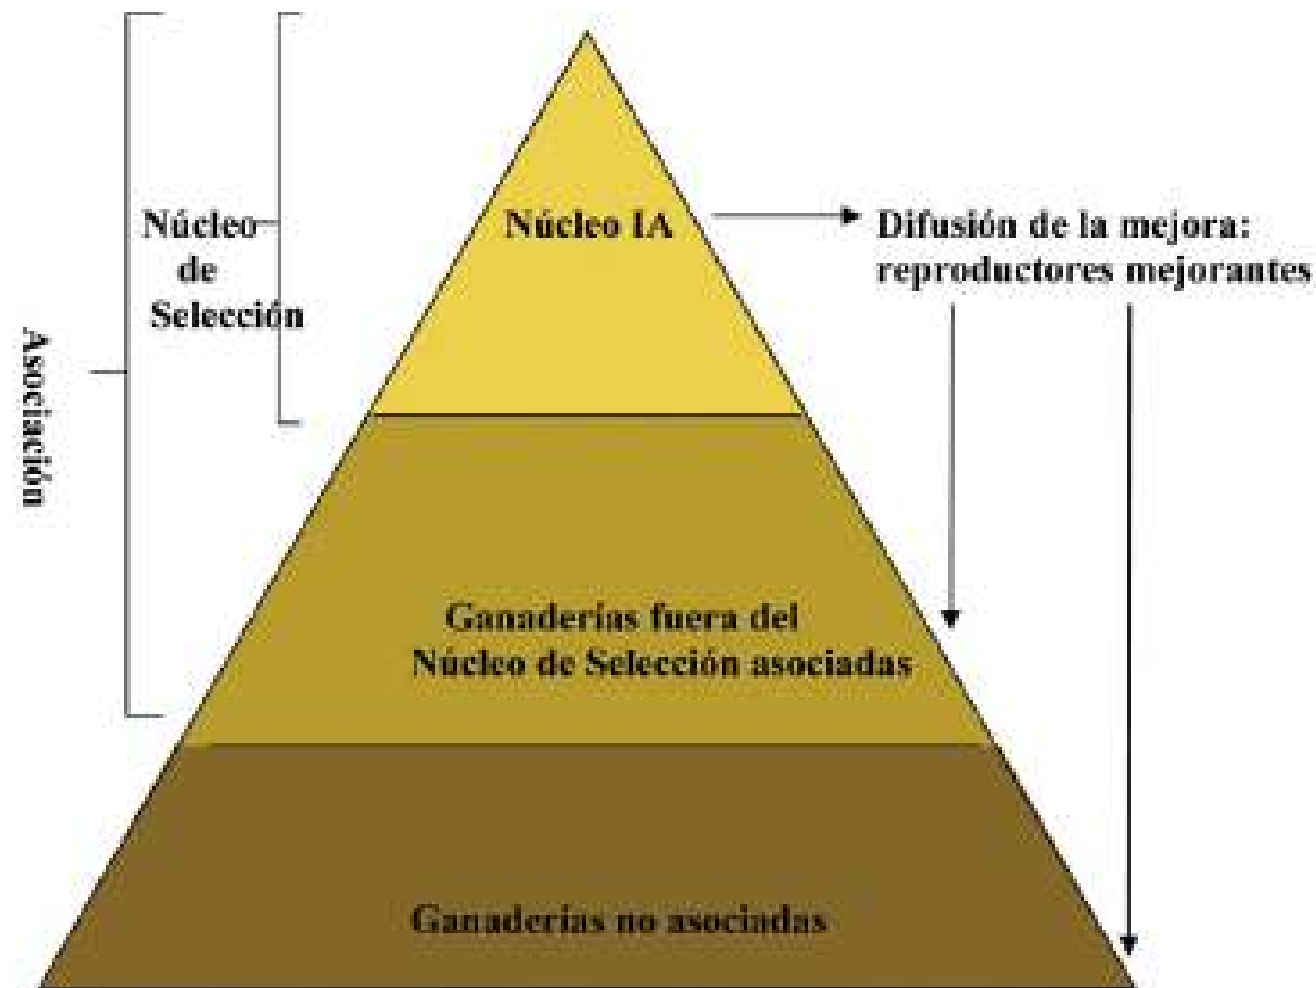 Asociación
Núcleo
de
Selección
Núcleo IA
Difusión de la mejora:
reproductores mejorantes
Ganaderías fuera del
Núcleo de Selección asociadas
Ganaderías no asociadas